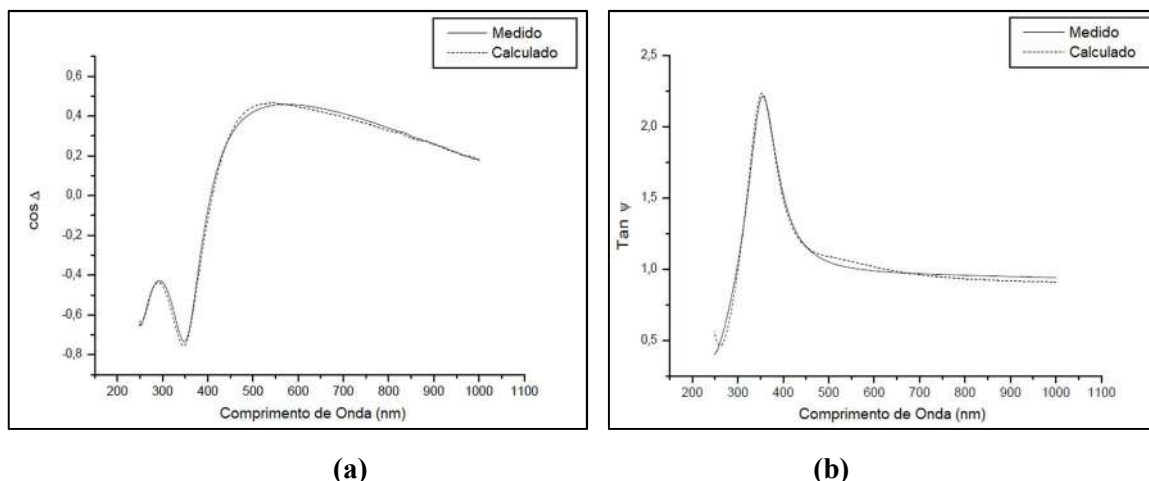 Medido
Calculado
0,6
0,4
0,2
0,0
-0,2
-0,4
-0,6
-0,8
cos Δ
200 300 400 500 600 700 800 900 1000 1100
Comprimento de Onda (nm)
(a)
Medido
Calculado
2,5
2,0
1,5
1,0
0,5
Tan ψ
200 300 400 500 600 700 800 900 1000 1100
Comprimento de Onda (nm)
(b)